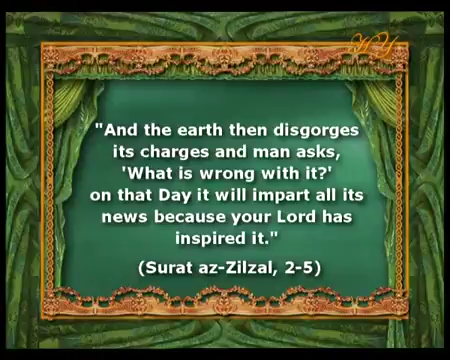 HY
"And the earth then disgorges
its charges and man asks,
'What is wrong with it?'
on that Day it will impart all its
news because your Lord has
inspired it."
(Surat az-Zilzal, 2-5)